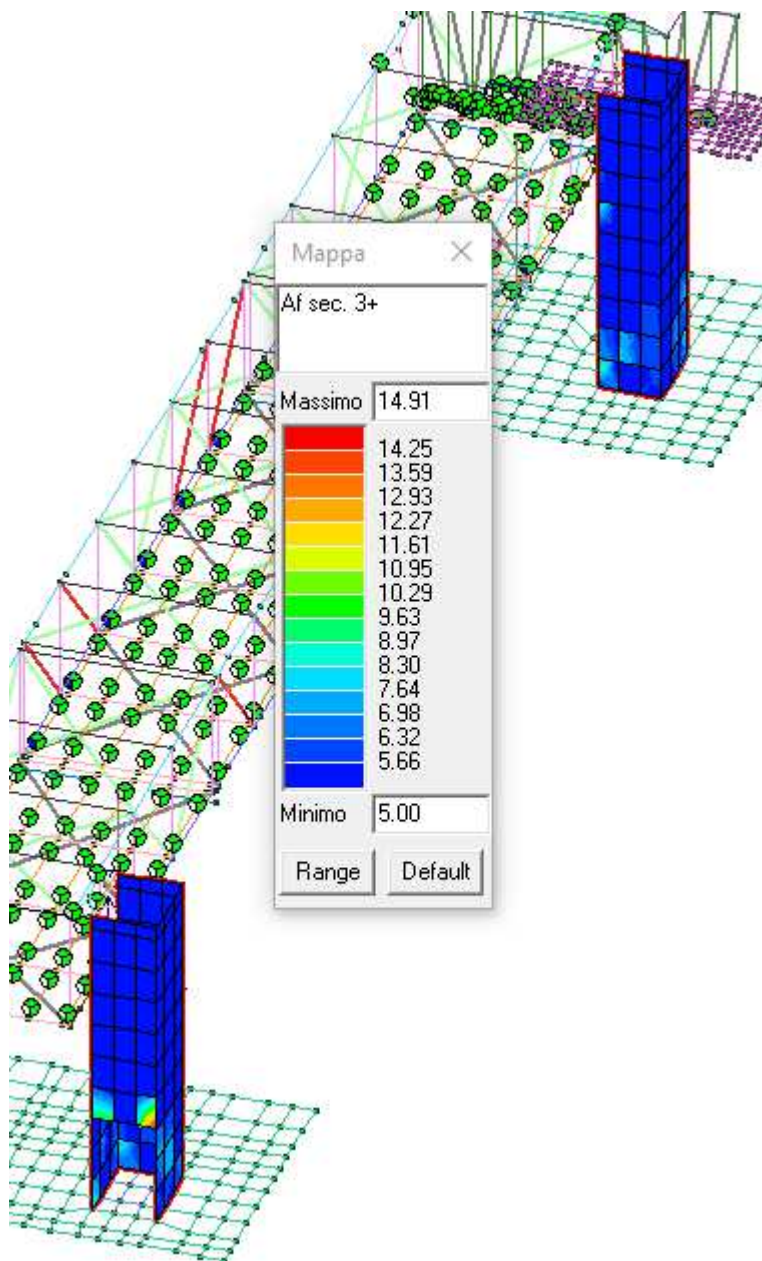 Mappa
Af sec. 3+
Massimo 14.91
14.25
13.59
12.93
12.27
11.61
10.95
10.29
9.63
8.97
8.30
7.64
6.98
6.32
5.66
Minimo 5.00
Range Default